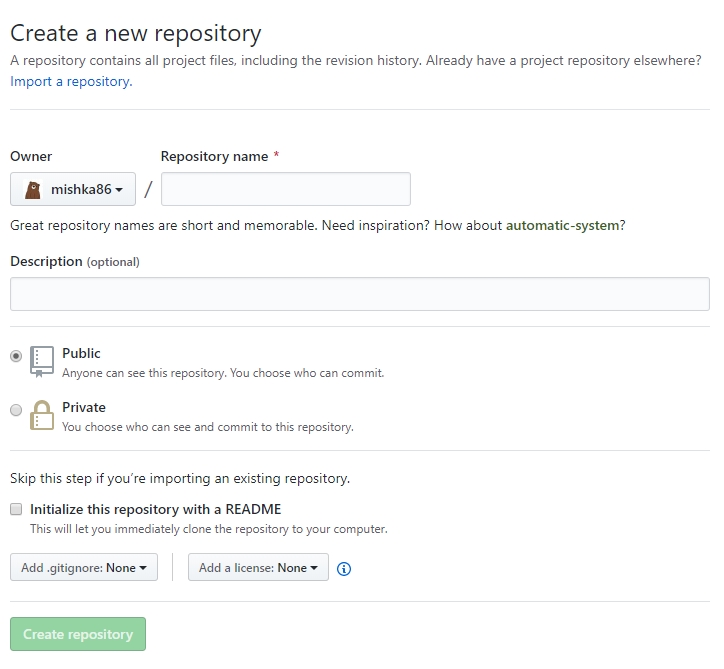 Create a new repository
A repository contains all project files, including the revision history. Already have a project repository elsewhere?
Import a repository.
Owner
Repository name *
mishka86
/
Great repository names are short and memorable. Need inspiration? How about automatic-system?
Description (optional)
Public
Anyone can see this repository. You choose who can commit.
Private
You choose who can see and commit to this repository.
Skip this step if you’re importing an existing repository.
Initialize this repository with a README
This will let you immediately clone the repository to your computer.
Add .gitignore: None
Add a license: None
Create repository